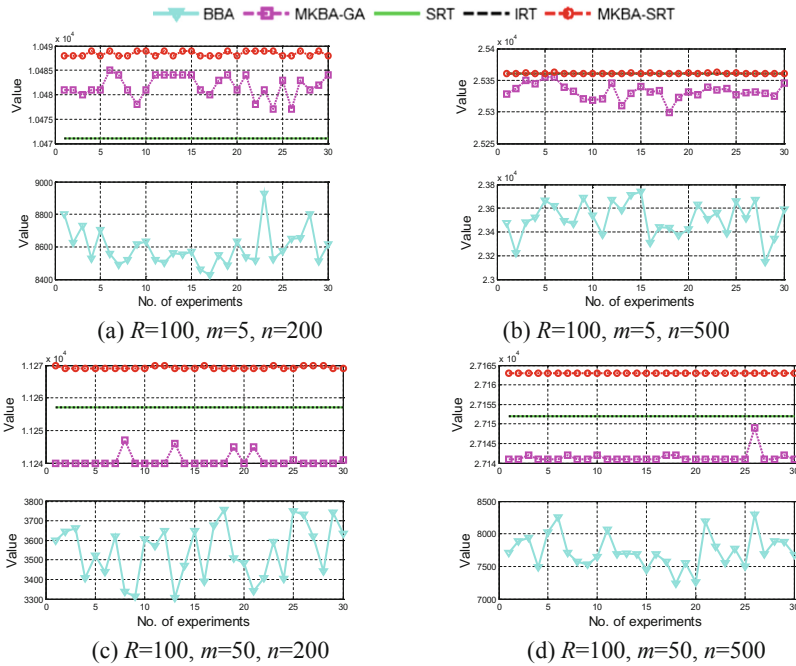 BBA MKBA-GA SRT IRT MKBA-SRT
x 10^4
1.049
1.0485
1.048
1.0475
1.047
Value
0 5 10 15 20 25 30
9000
8800
8600
8400
Value
0 5 10 15 20 25 30
No. of experiments
(a) R=100, m=5, n=200
x 10^4
2.54
2.535
2.53
2.525
Value
0 5 10 15 20 25 30
x 10^4
2.38
2.36
2.34
2.32
2.3
Value
0 5 10 15 20 25 30
No. of experiments
(b) R=100, m=5, n=500
x 10^4
1.127
1.126
1.125
1.124
Value
0 5 10 15 20 25 30
3800
3700
3600
3500
3400
3300
Value
0 5 10 15 20 25 30
No. of experiments
(c) R=100, m=50, n=200
x 10^4
2.7165
2.716
2.7155
2.715
2.7145
2.714
Value
0 5 10 15 20 25 30
8500
8000
7500
7000
Value
0 5 10 15 20 25 30
No. of experiments
(d) R=100, m=50, n=500